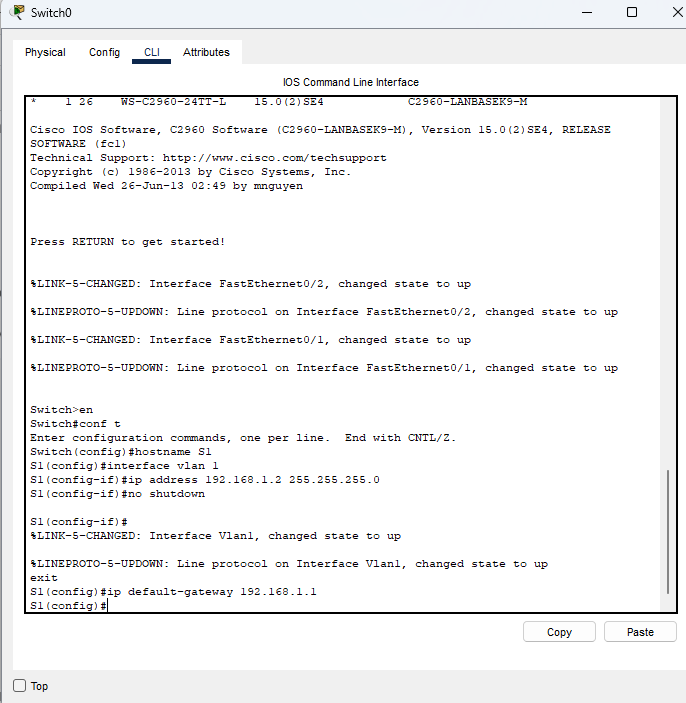 Switch0
Physical Config CLI Attributes
IOS Command Line Interface
* 1 26 WS-C2960-24TT-L 15.0(2)SE4 C2960-LANBASEK9-M
Cisco IOS Software, C2960 Software (C2960-LANBASEK9-M), Version 15.0(2)SE4, RELEASE
SOFTWARE (fc1)
Technical Support: http://www.cisco.com/techsupport
Copyright (c) 1986-2013 by Cisco Systems, Inc.
Compiled Wed 26-Jun-13 02:49 by mnguyen
Press RETURN to get started!
%LINK-5-CHANGED: Interface FastEthernet0/2, changed state to up
%LINEPROTO-5-UPDOWN: Line protocol on Interface FastEthernet0/2, changed state to up
%LINK-5-CHANGED: Interface FastEthernet0/1, changed state to up
%LINEPROTO-5-UPDOWN: Line protocol on Interface FastEthernet0/1, changed state to up
Switch>en
Switch#conf t
Enter configuration commands, one per line. End with CNTL/Z.
Switch(config)#hostname S1
S1(config)#interface vlan 1
S1(config-if)#ip address 192.168.1.2 255.255.255.0
S1(config-if)#no shutdown
S1(config-if)#
%LINK-5-CHANGED: Interface Vlan1, changed state to up
%LINEPROTO-5-UPDOWN: Line protocol on Interface Vlan1, changed state to up
exit
S1(config)#ip default-gateway 192.168.1.1
S1(config)#
Copy Paste
Top